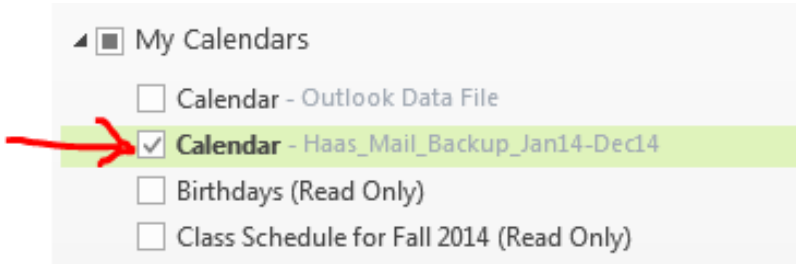 My Calendars
Calendar - Outlook Data File
Calendar - Haas_Mail_Backup_Jan14-Dec14
Birthdays (Read Only)
Class Schedule for Fall 2014 (Read Only)